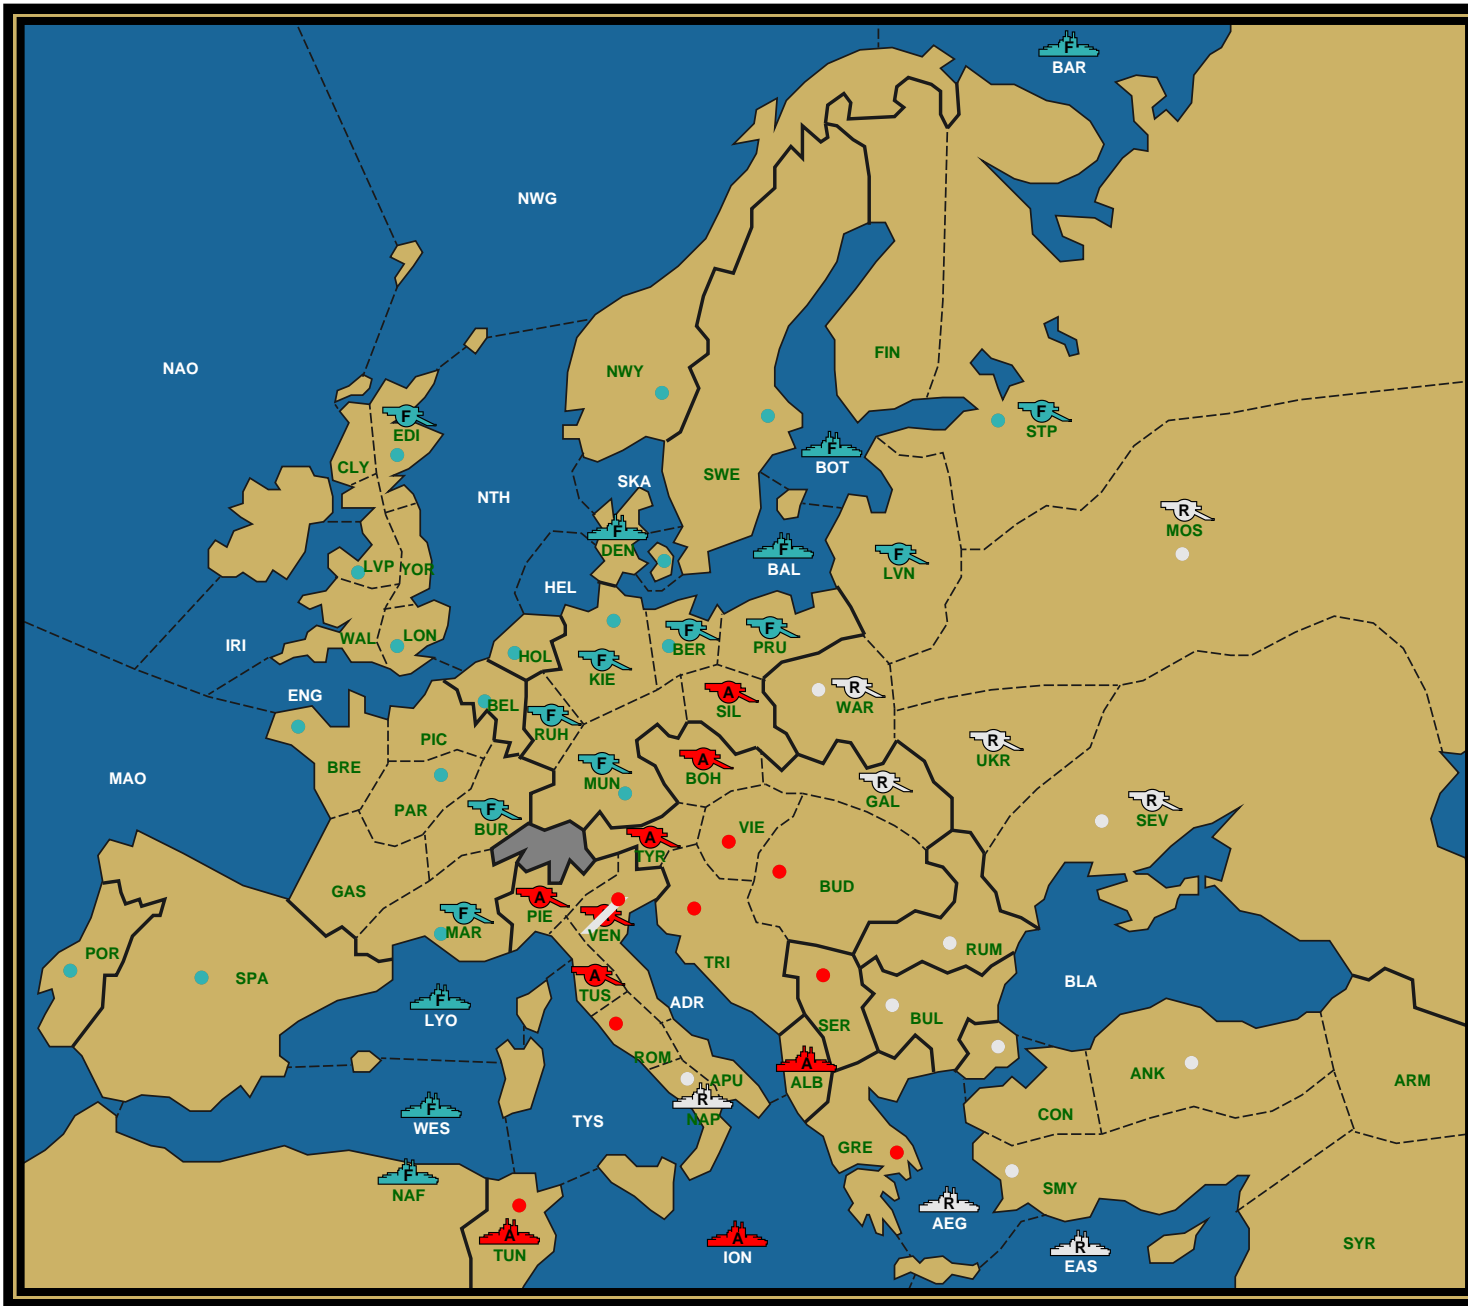 F
BAR
NWG
NAO
FIN
NWY
F
EDI
F
STP
CLY
F
BOT
SKA
SWE
NTH
R
MOS
F
DEN
F
BAL
F
LVN
LVP
YOR
HEL
IRI
WAL
LON
HOL
F
BER
F
PRU
F
KIE
ENG
BEL
A
SIL
R
WAR
F
RUH
PIC
R
UKR
BRE
MAO
F
MUN
A
BOH
R
GAL
PAR
F
BUR
R
SEV
VIE
A
TYR
GAS
BUD
A
PIE
F
MAR
A
VEN
POR
SPA
TRI
RUM
BLA
A
TUS
ADR
F
LYO
SER
BUL
ROM
APU
A
ALB
ANK
ARM
R
NAP
F
WES
TYS
CON
GRE
F
NAF
SMY
R
AEG
A
TUN
A
ION
R
EAS
SYR